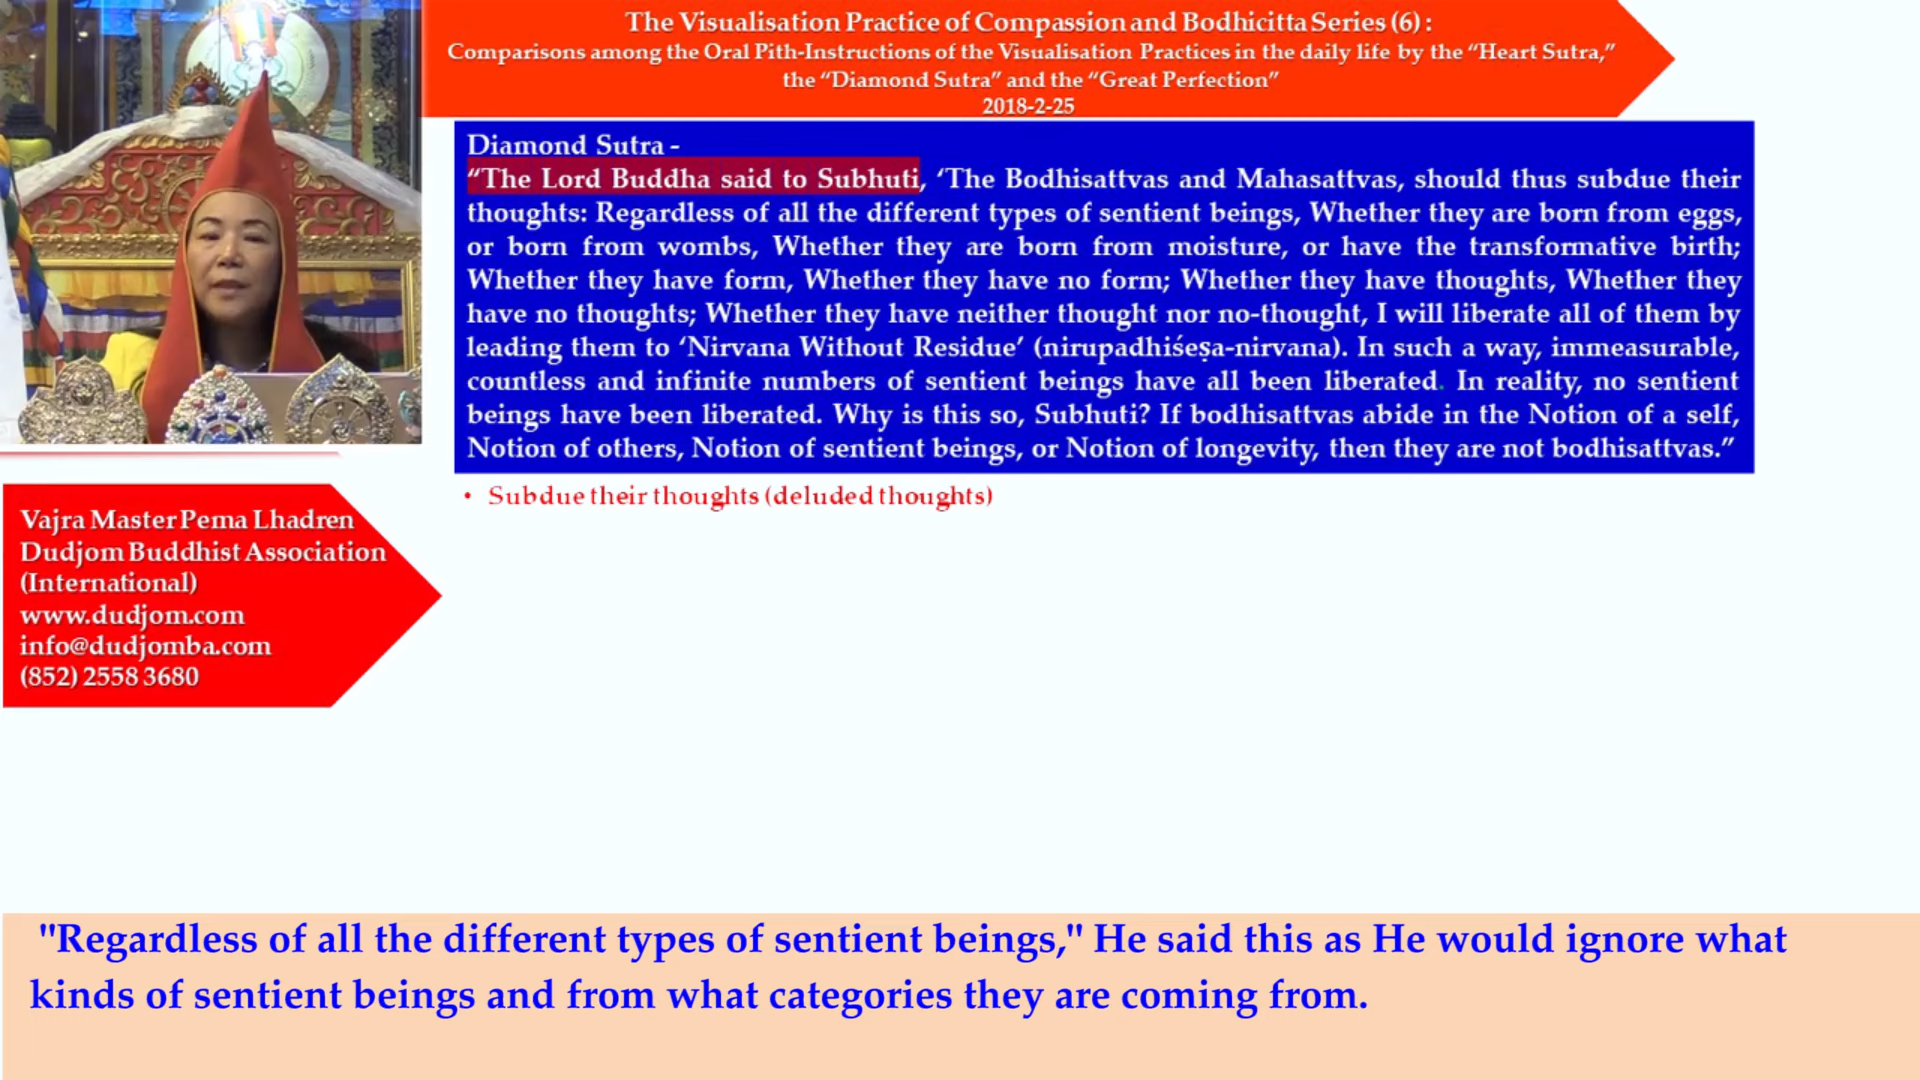 The Visualisation Practice of Compassion and Bodhicitta Series (6) :
Comparisons among the Oral Pith-Instructions of the Visualisation Practices in the daily life by the “Heart Sutra,”
the “Diamond Sutra” and the “Great Perfection”
2018-2-25
Diamond Sutra -
“The Lord Buddha said to Subhuti, ‘The Bodhisattvas and Mahasattvas, should thus subdue their
thoughts: Regardless of all the different types of sentient beings, Whether they are born from eggs,
or born from wombs, Whether they are born from moisture, or have the transformative birth;
Whether they have form, Whether they have no form; Whether they have thoughts, Whether they
have no thoughts; Whether they have neither thought nor no-thought, I will liberate all of them by
leading them to ‘Nirvana Without Residue’ (nirupadhiśeṣa-nirvana). In such a way, immeasurable,
countless and infinite numbers of sentient beings have all been liberated. In reality, no sentient
beings have been liberated. Why is this so, Subhuti? If bodhisattvas abide in the Notion of a self,
Notion of others, Notion of sentient beings, or Notion of longevity, then they are not bodhisattvas.”
• Subdue their thoughts (deluded thoughts)
Vajra Master Pema Lhadren
Dudjom Buddhist Association
(International)
www.dudjom.com
info@dudjomba.com
(852) 2558 3680
"Regardless of all the different types of sentient beings," He said this as He would ignore what
kinds of sentient beings and from what categories they are coming from.